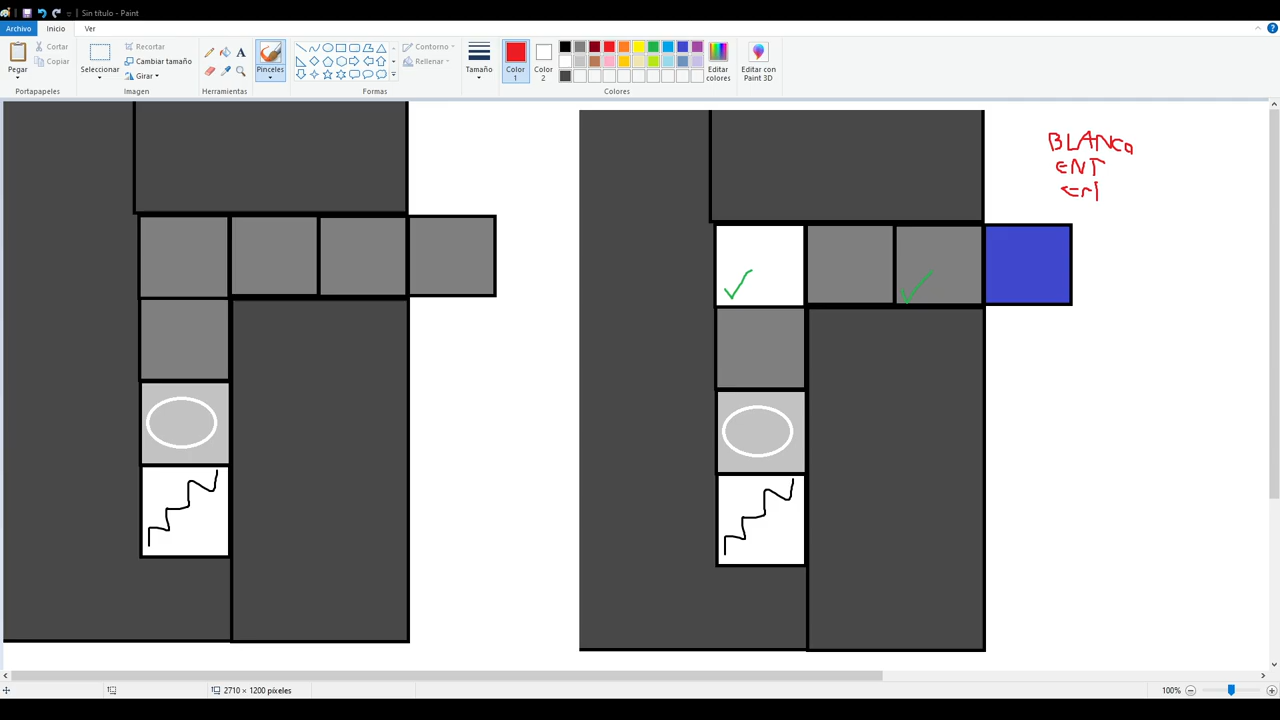 Sin título - Paint
Archivo Inicio Ver
Pegar
Cortar
Copiar
Portapapeles
Seleccionar
Recortar
Cambiar tamaño
Girar
Imagen
A
Herramientas
Pinceles
Contorno
Rellenar
Formas
Tamaño
Color
1
Color
2
Editar
colores
Colores
Editar con
Paint 3D
BLANCO
ENT
2710 × 1200 píxeles
100%